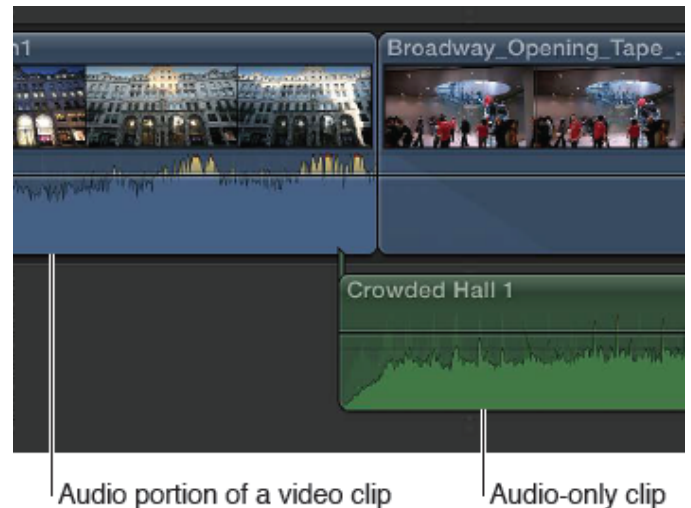 n1
Broadway_Opening_Tape_...
Crowded Hall 1
Audio portion of a video clip
Audio-only clip